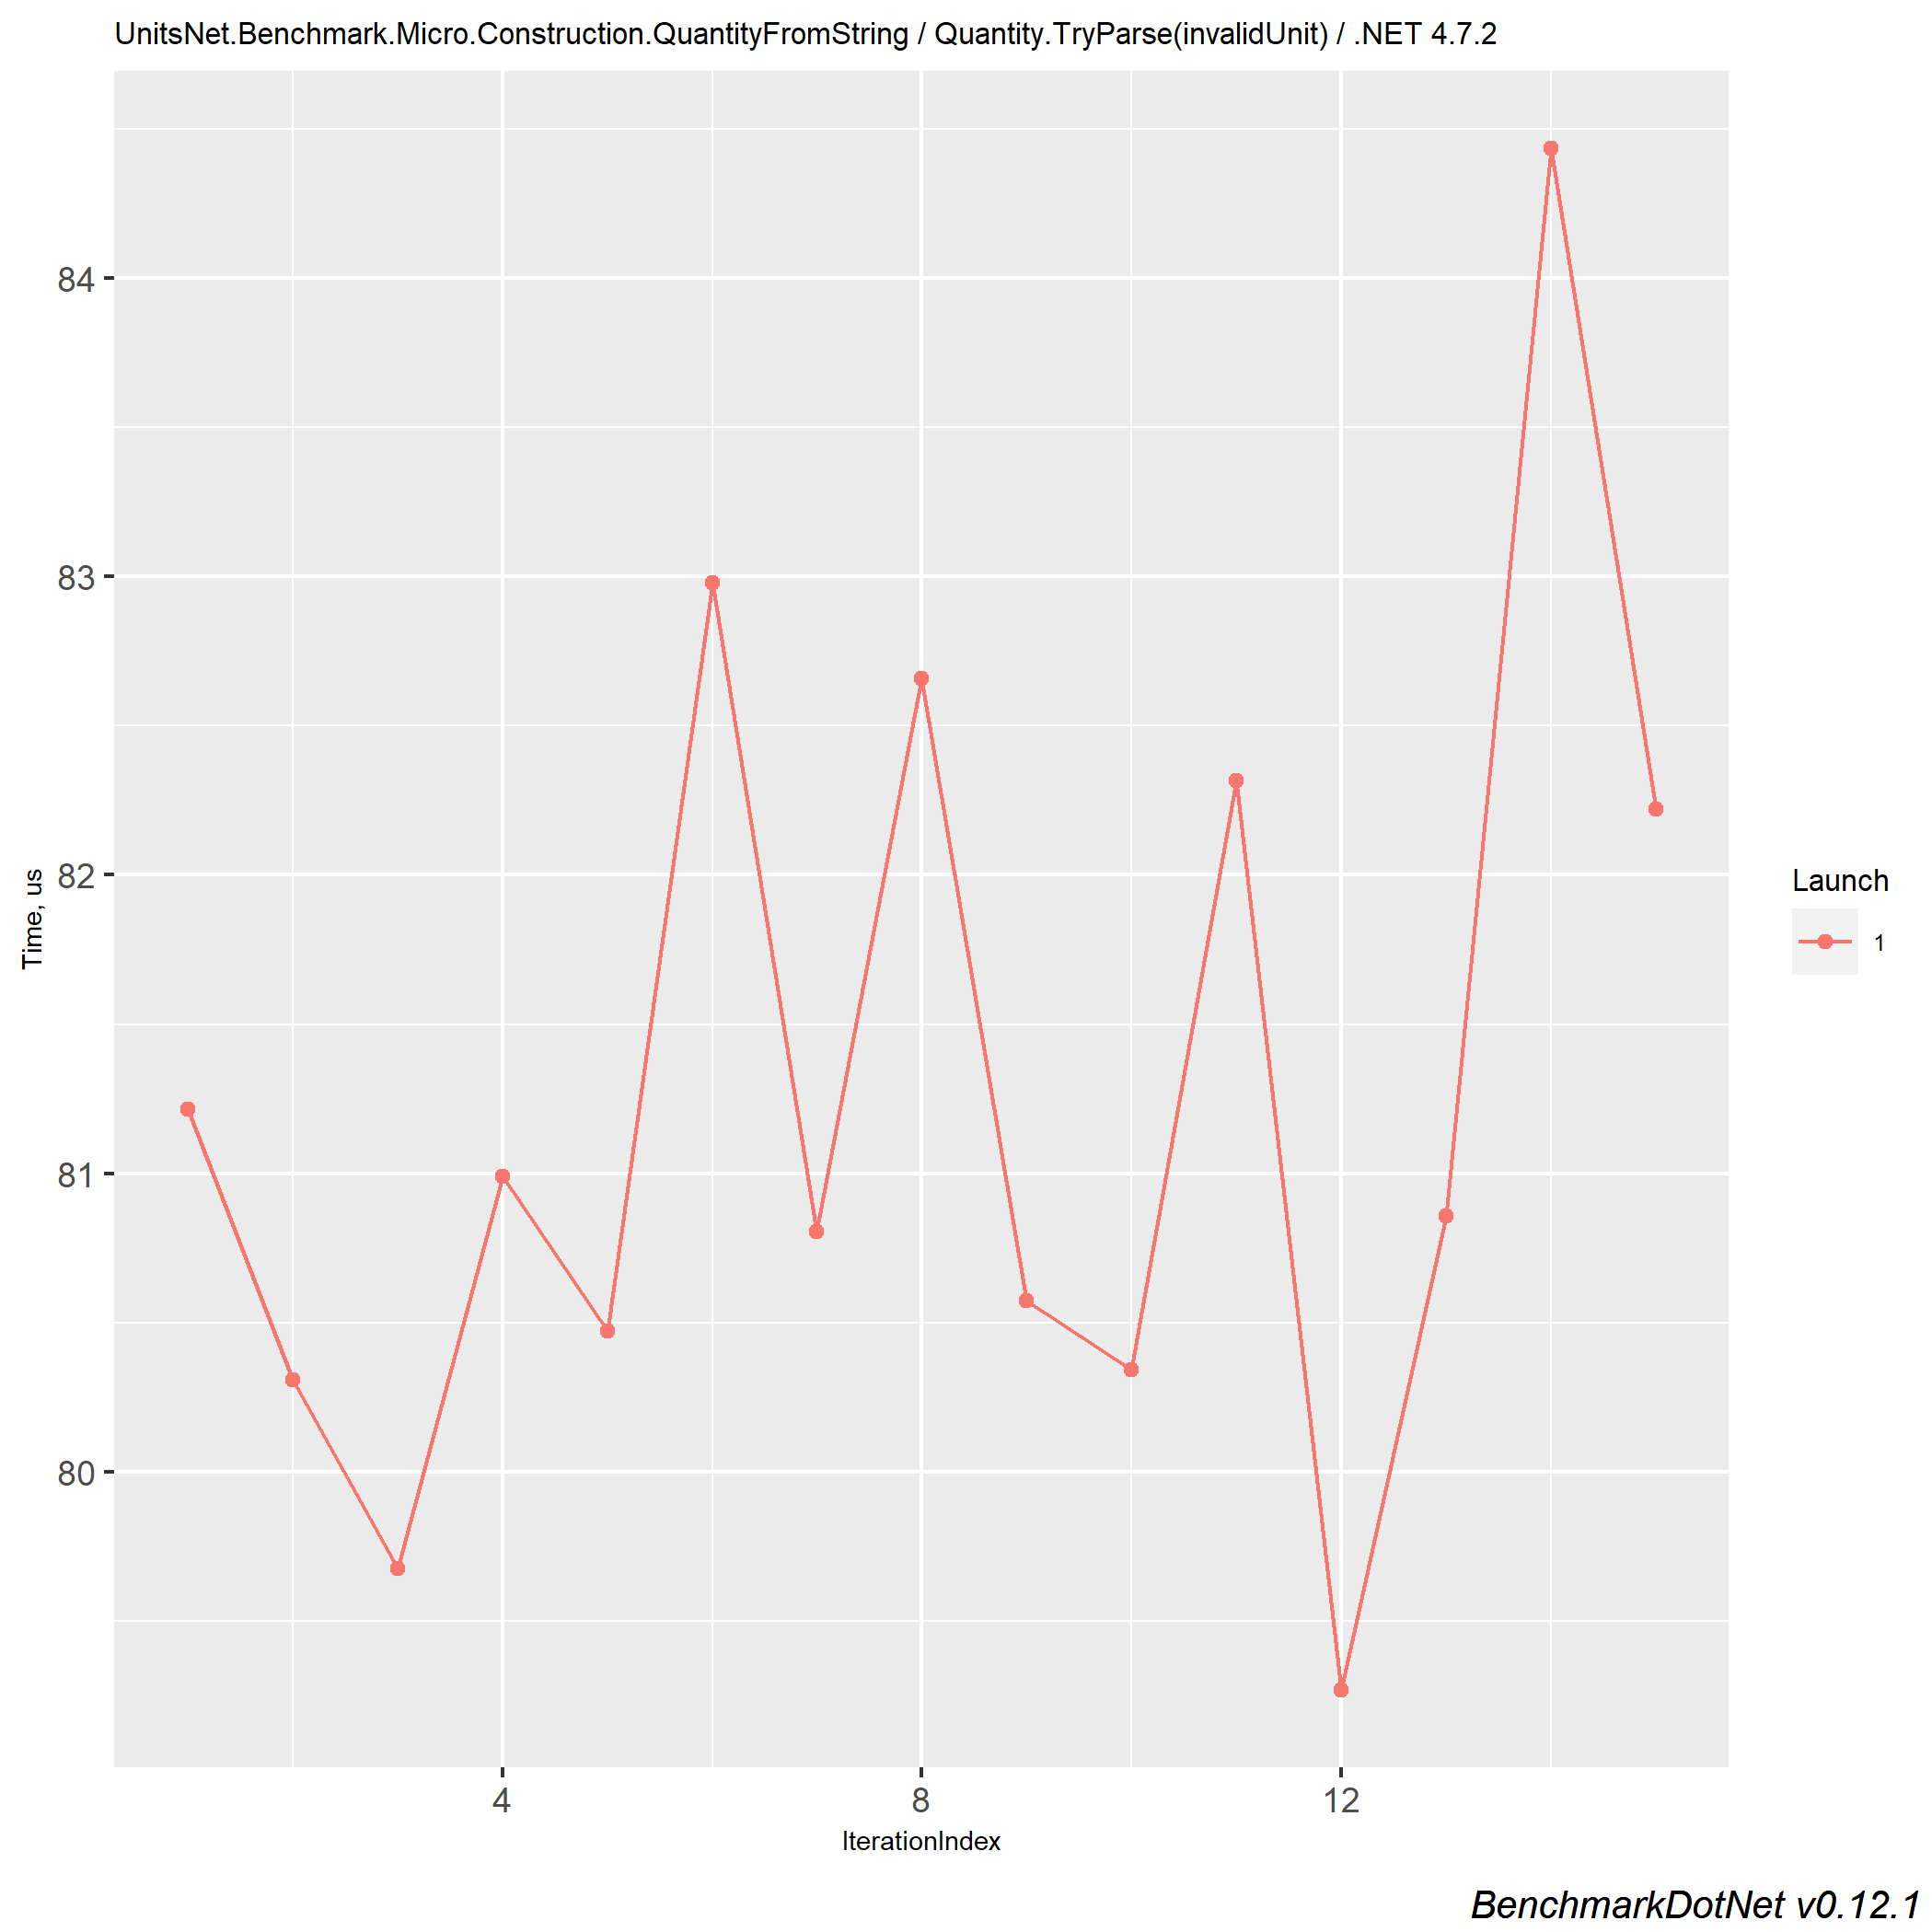 UnitsNet.Benchmark.Micro.Construction.QuantityFromString / Quantity.TryParse(invalidUnit) / .NET 4.7.2
84
83
82
81
80
Time, us
4 8 12
IterationIndex
Launch
1
BenchmarkDotNet v0.12.1